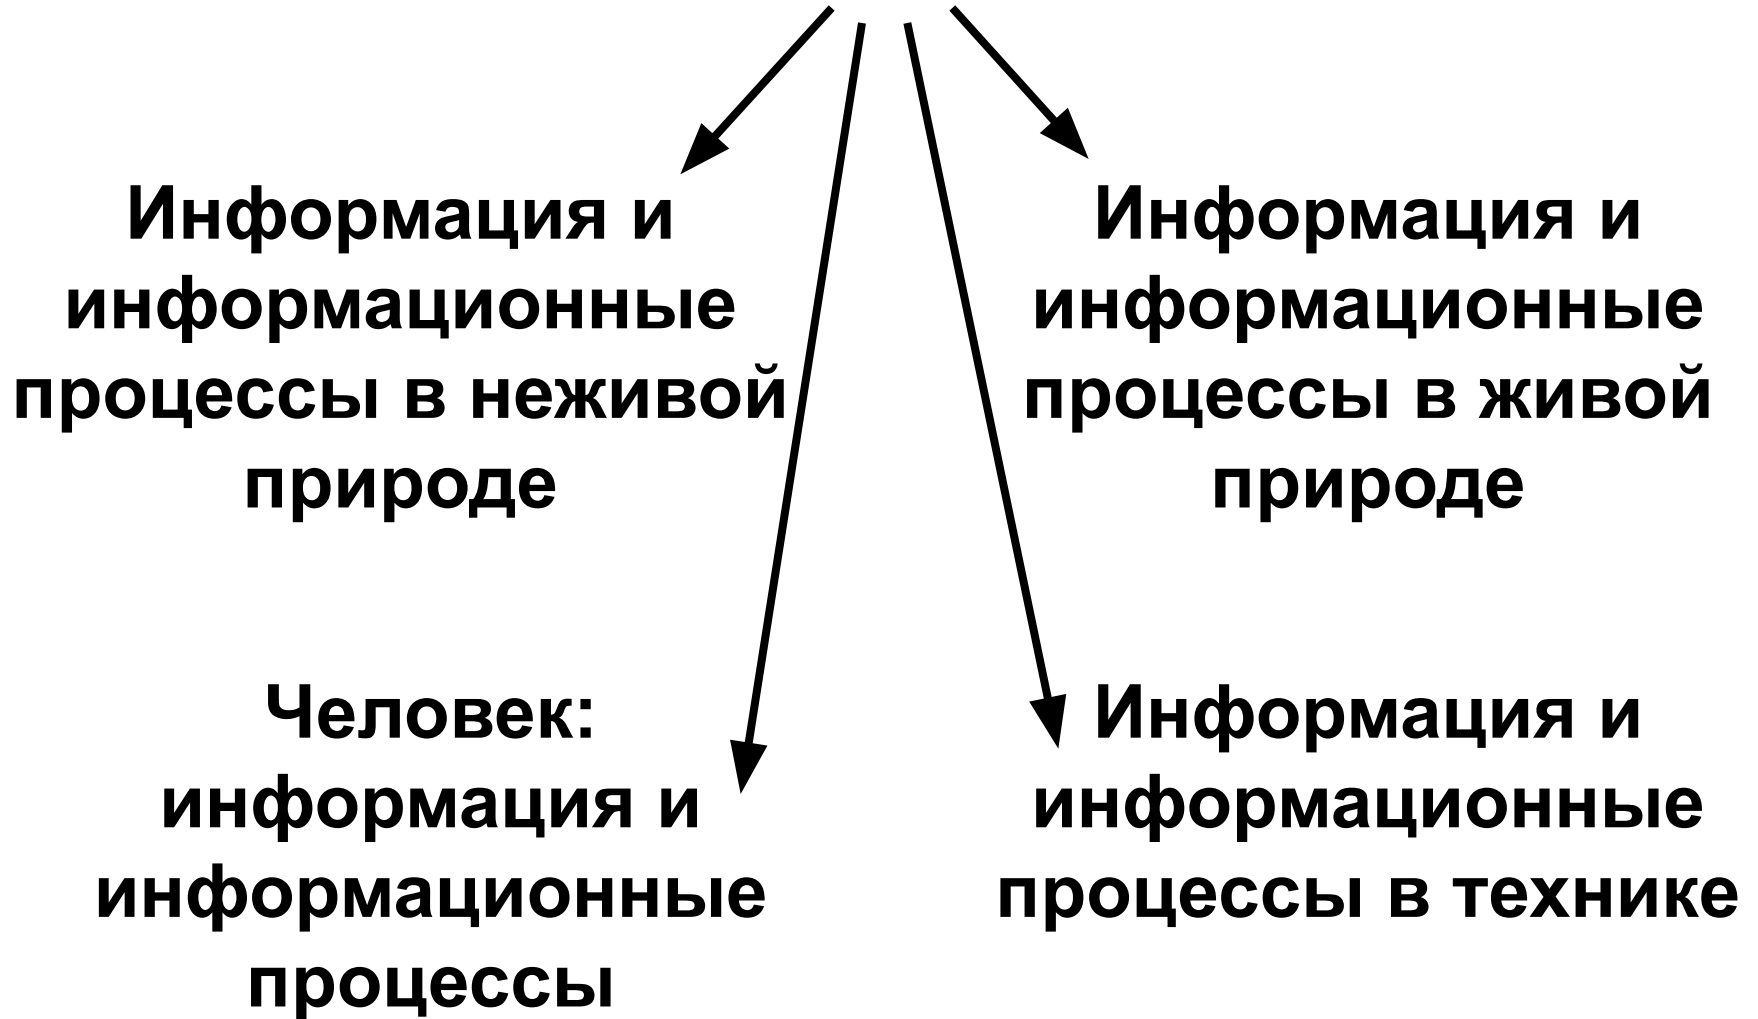 Информация и
информационные
процессы в неживой
природе
Информация и
информационные
процессы в живой
природе
Человек:
информация и
информационные
процессы
Информация и
информационные
процессы в технике